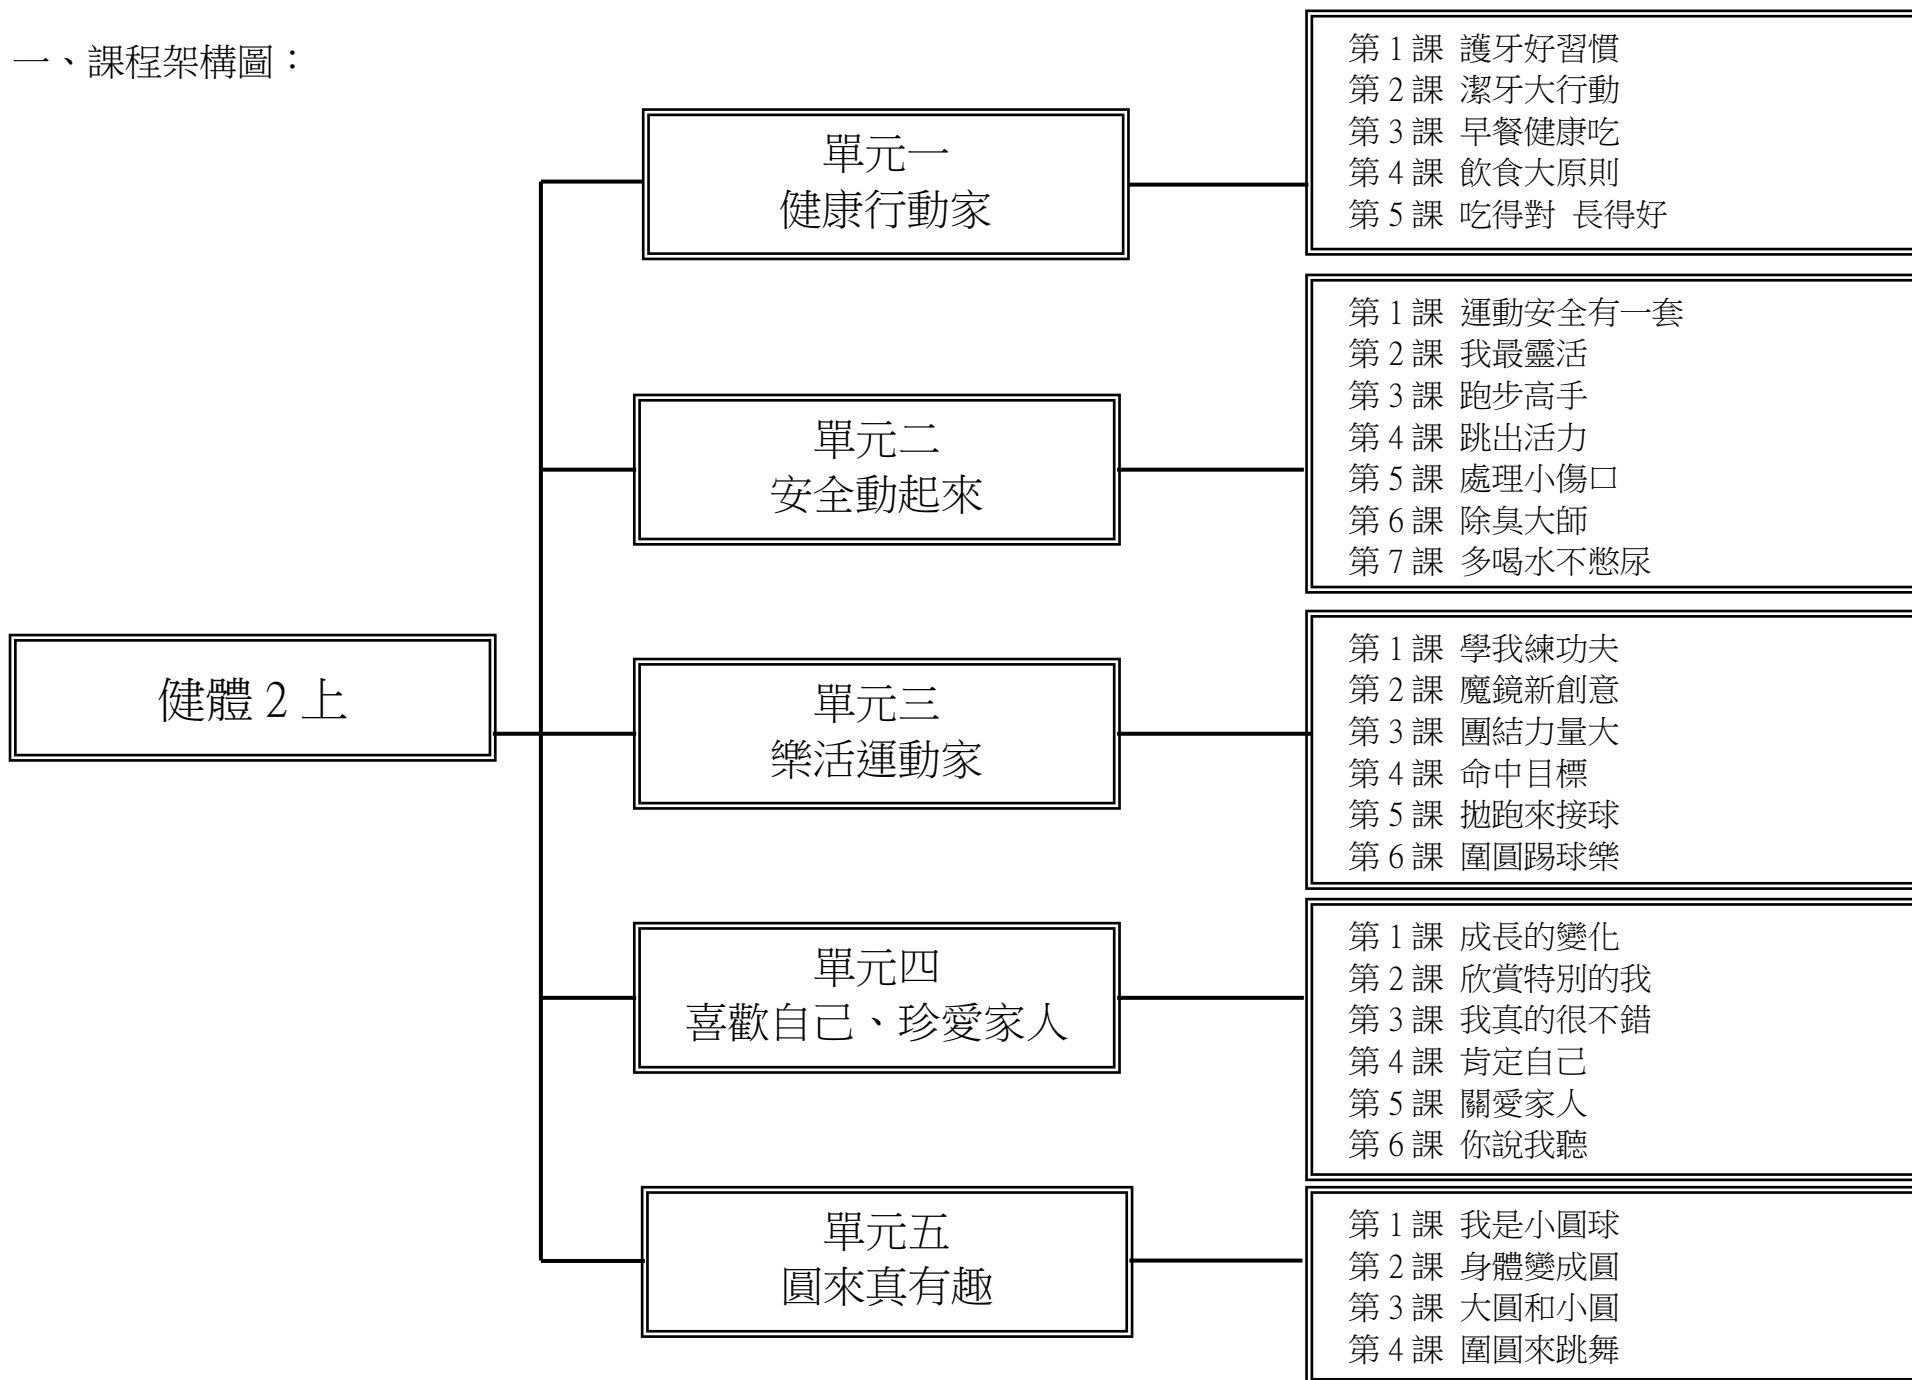 一、課程架構圖：
健體 2 上
單元一
健康行動家
第 1 課 護牙好習慣
第 2 課 潔牙大行動
第 3 課 早餐健康吃
第 4 課 飲食大原則
第 5 課 吃得對 長得好
單元二
安全動起來
第 1 課 運動安全有一套
第 2 課 我最靈活
第 3 課 跑步高手
第 4 課 跳出活力
第 5 課 處理小傷口
第 6 課 除臭大師
第 7 課 多喝水不憋尿
單元三
樂活運動家
第 1 課 學我練功夫
第 2 課 魔鏡新創意
第 3 課 團結力量大
第 4 課 命中目標
第 5 課 拋跑來接球
第 6 課 圍圓踢球樂
單元四
喜歡自己、珍愛家人
第 1 課 成長的變化
第 2 課 欣賞特別的我
第 3 課 我真的很不錯
第 4 課 肯定自己
第 5 課 關愛家人
第 6 課 你說我聽
單元五
圓來真有趣
第 1 課 我是小圓球
第 2 課 身體變成圓
第 3 課 大圓和小圓
第 4 課 圍圓來跳舞